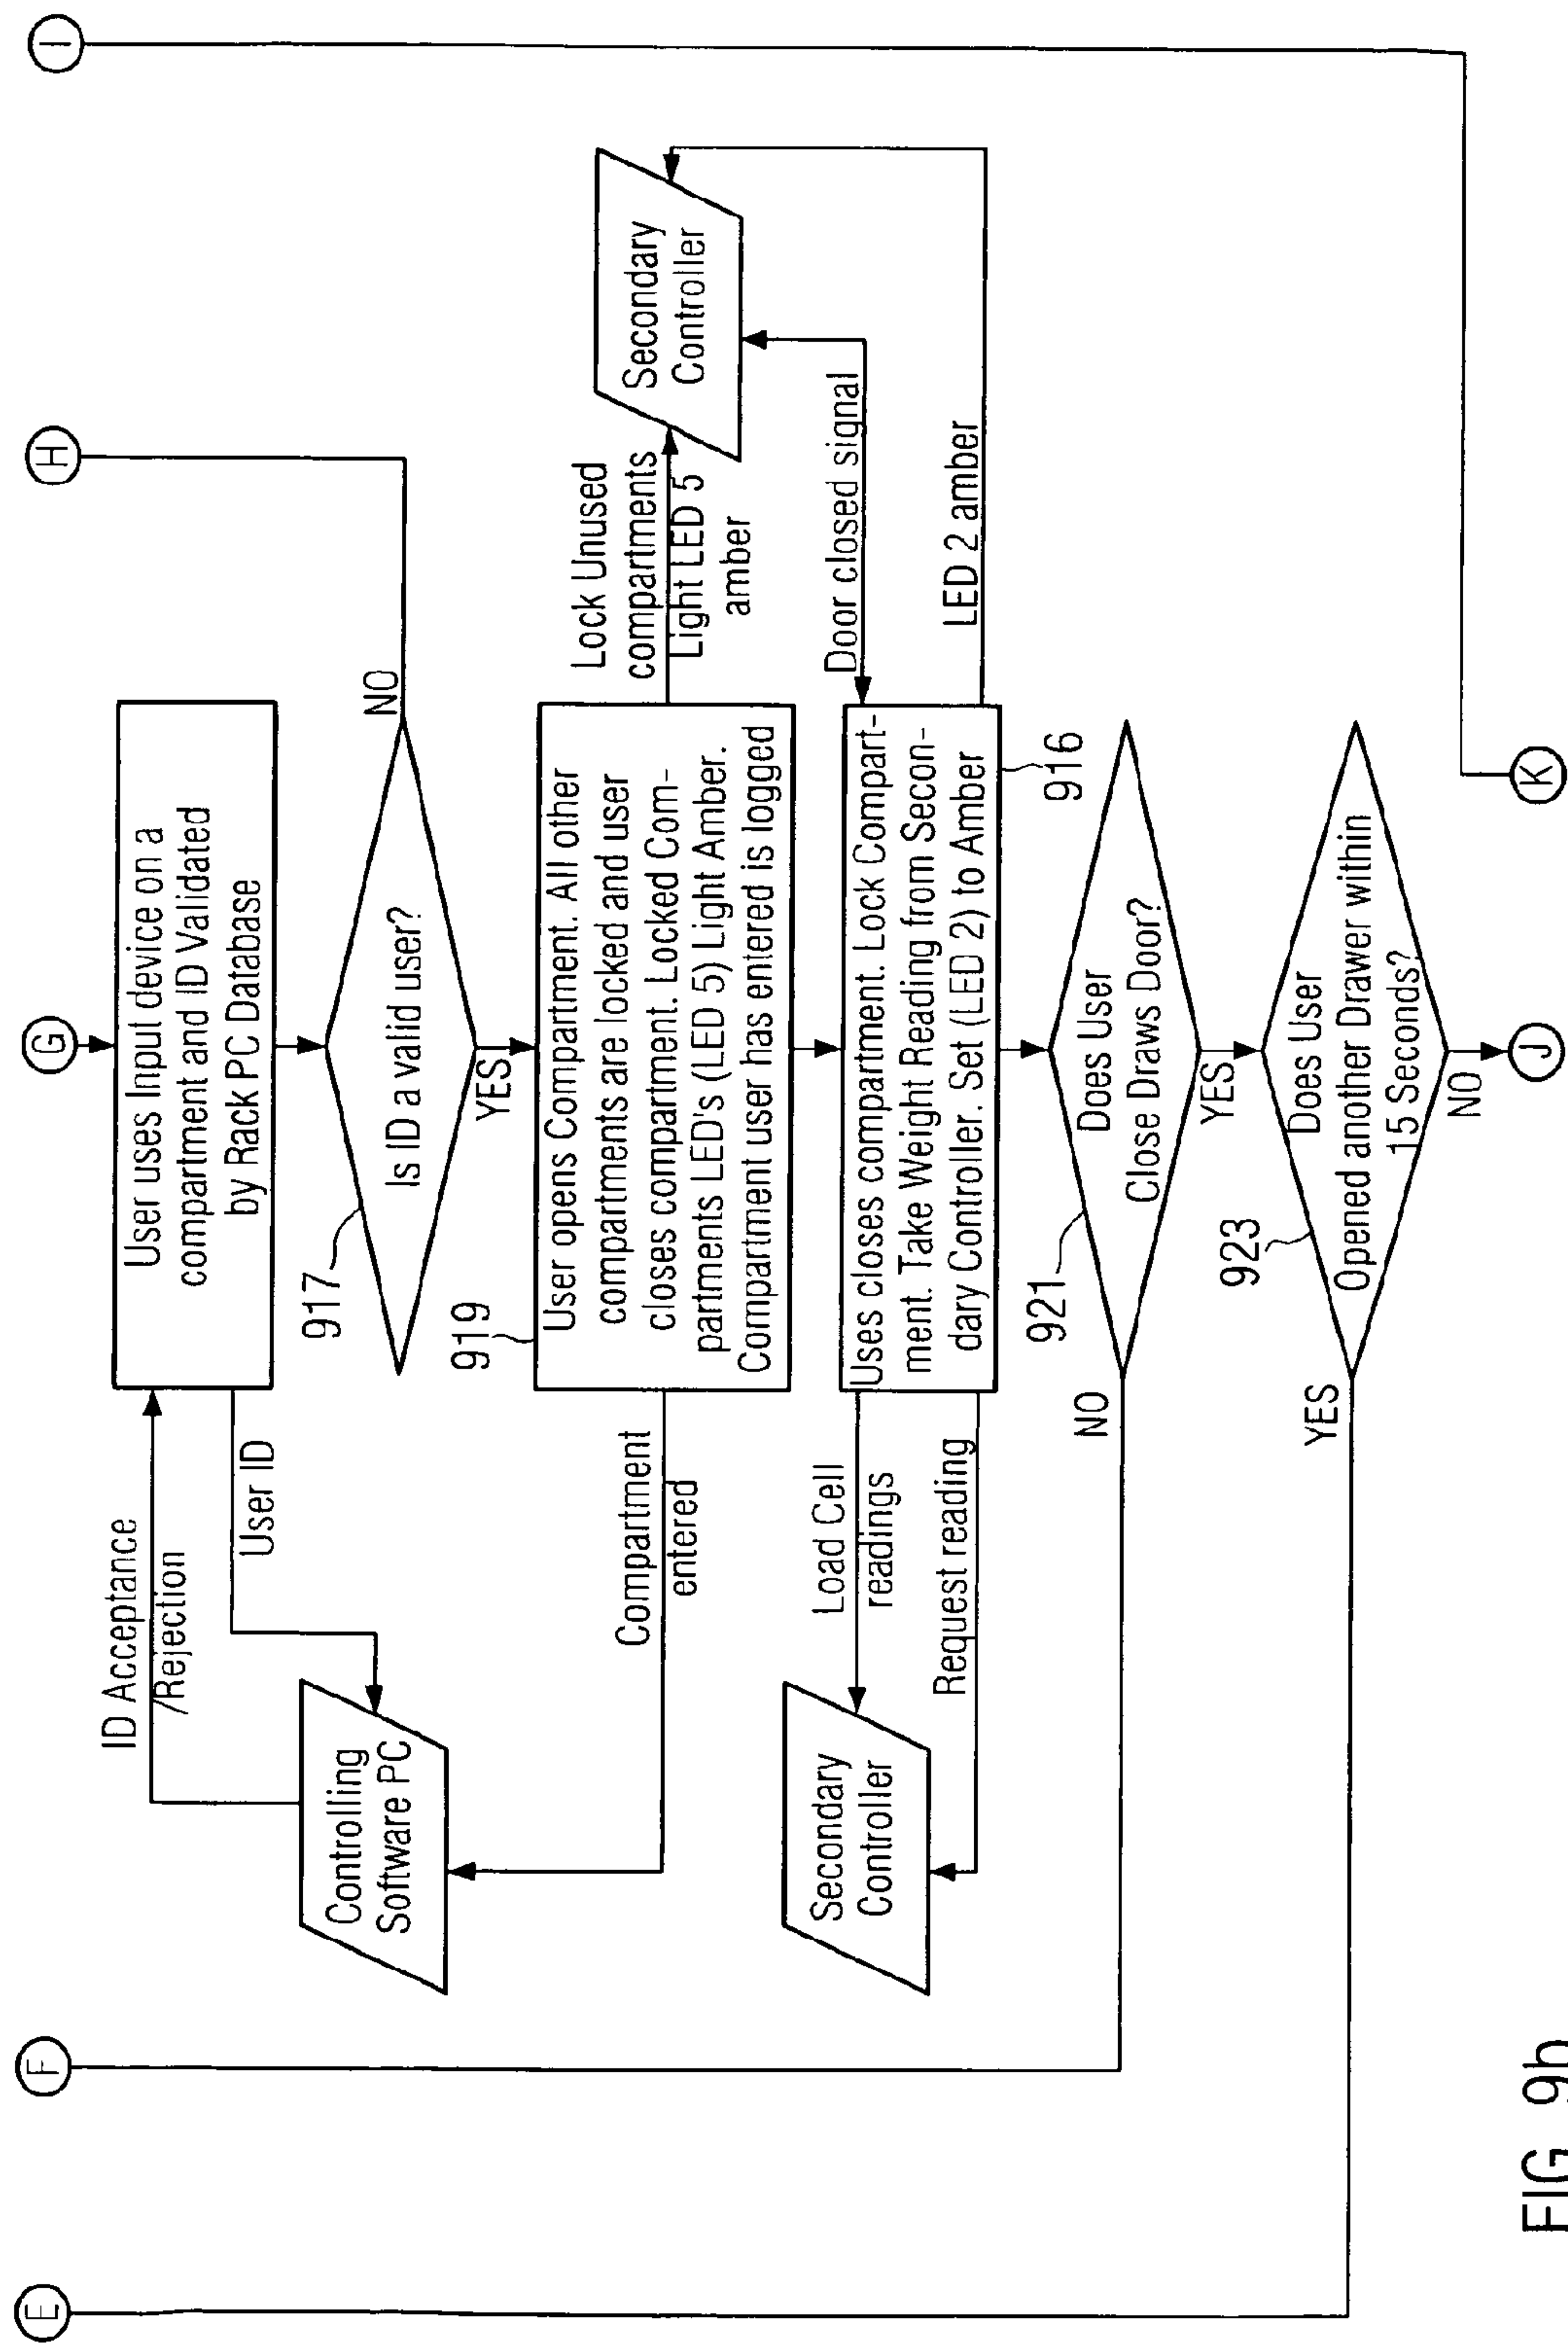 E
F
G
H
I
ID Acceptance
/Rejection
User ID
User uses Input device on a
compartment and ID Validated
by Rack PC Database
Controlling
Software PC
917
Is ID a valid user?
NO
YES
919
Compartment
entered
User opens Compartment. All other
compartments are locked and user
closes compartment. Locked Com-
partments LED's (LED 5) Light Amber.
Compartment user has entered is logged
Lock Unused
compartments
Light LED 5
amber
Secondary
Controller
Secondary
Controller
Load Cell
readings
Request reading
Uses closes compartment. Lock Compart-
ment. Take Weight Reading from Secon-
dary Controller. Set (LED 2) to Amber
Door closed signal
LED 2 amber
916
921
Does User
Close Draws Door?
NO
YES
923
Does User
Opened another Drawer within
15 Seconds?
YES
NO
J
K
FIG 9b